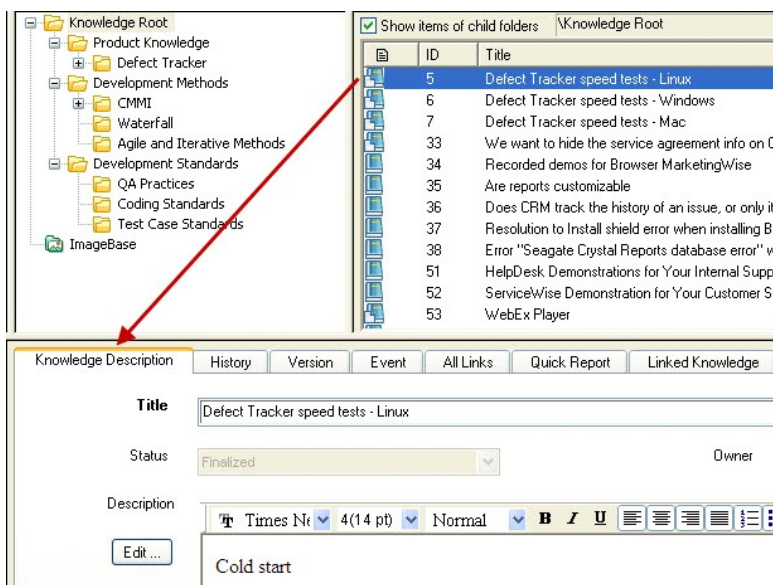 Knowledge Root
Product Knowledge
Defect Tracker
Development Methods
CMMI
Waterfall
Agile and Iterative Methods
Development Standards
QA Practices
Coding Standards
Test Case Standards
ImageBase
Show items of child folders \Knowledge Root
ID Title
5 Defect Tracker speed tests - Linux
6 Defect Tracker speed tests - Windows
7 Defect Tracker speed tests - Mac
33 We want to hide the service agreement info on
34 Recorded demos for Browser MarketingWise
35 Are reports customizable
36 Does CRM track the history of an issue, or only it
37 Resolution to Install shield error when installing B
38 Error "Seagate Crystal Reports database error" w
51 HelpDesk Demonstrations for Your Internal Supp
52 ServiceWise Demonstration for Your Customer S
53 WebEx Player
Knowledge Description History Version Event All Links Quick Report Linked Knowledge
Title Defect Tracker speed tests - Linux
Status Finalized Owner
Description
Times Ne 4(14 pt) Normal B I U
Edit ...
Cold start